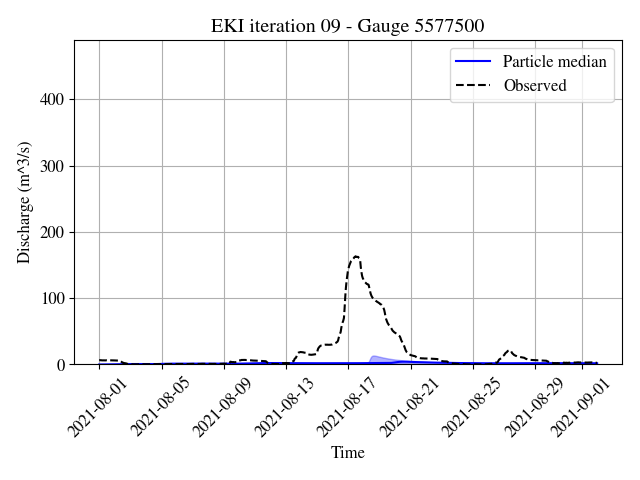 EKI iteration 09 - Gauge 5577500
Particle median
Observed
Discharge (m^3/s)
400
300
200
100
0
2021-08-01
2021-08-05
2021-08-09
2021-08-13
2021-08-17
2021-08-21
2021-08-25
2021-08-29
2021-09-01
Time